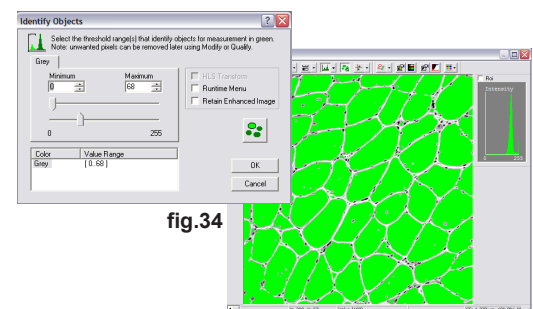 Identify Objects
Select the threshold range(s) that identify objects for measurement in green.
Note: unwanted pixels can be removed later using Modify or Qualify.
Grey
Minimum Maximum
0 68
0 255
HLS Transform
Runtime Menu
Retain Enhanced Image
Color Value Range
Grey [ 0..68 ]
OK
Cancel
Roi
Intensity
0 255
fig.34